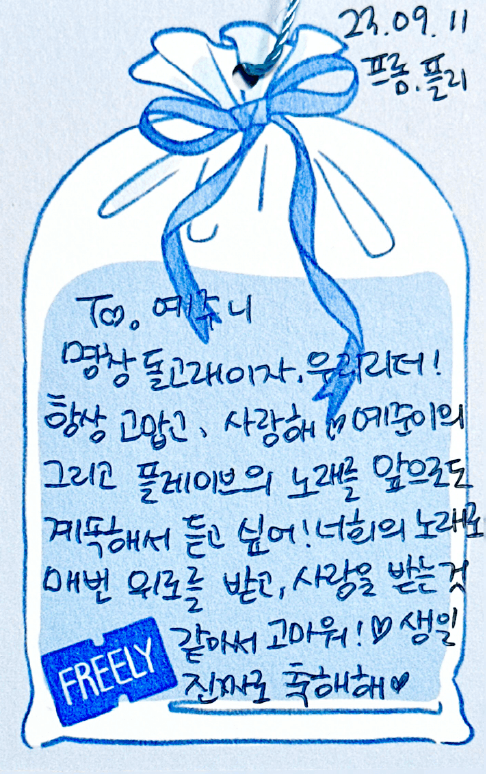 23.09.11
프롬.플리
To. 예주니
명창 돌고래이자, 우리리더!
항상 고맙고, 사랑해 ♡ 예준이의
그리고 플레이브의 노래를 앞으로도
계속해서 듣고 싶어! 너희의 노래로
매번 위로를 받고, 사랑을 받는 것
같아서 고마워!♡ 생일
진짜로 축해해♥
FREELY